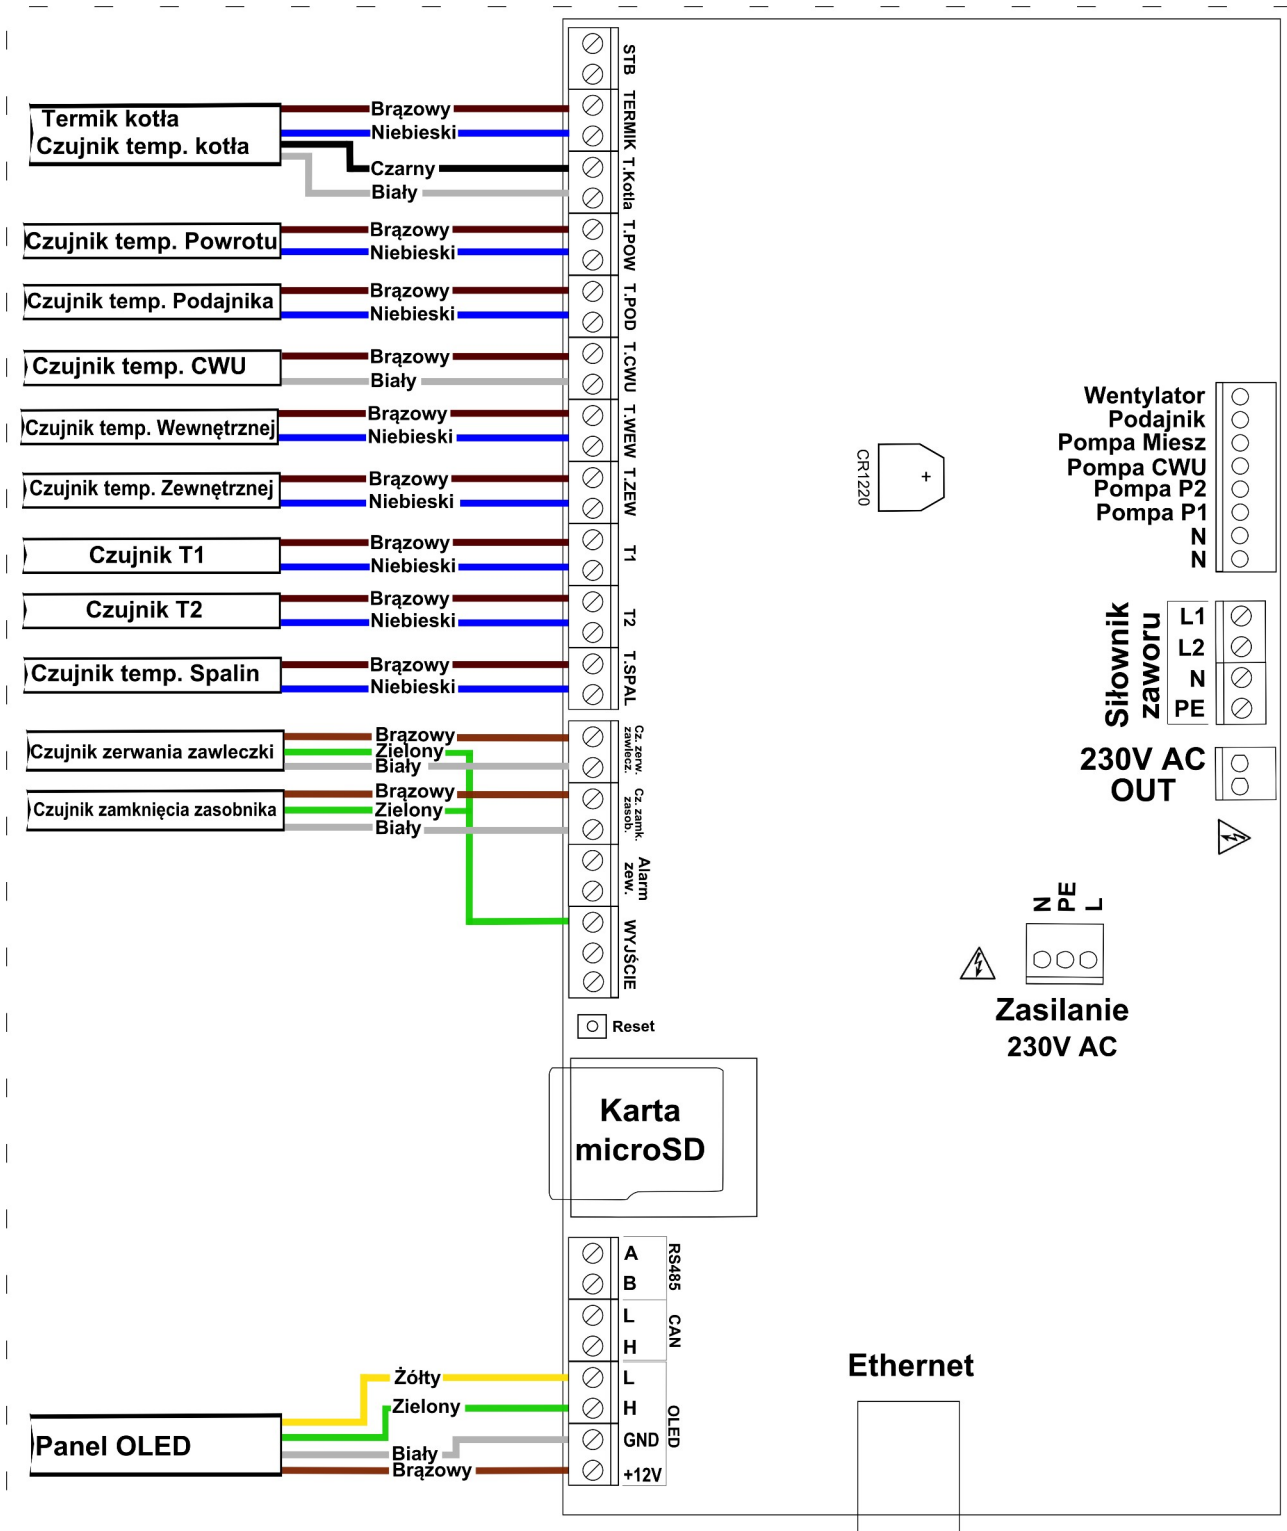 STB
Termik kotła
Czujnik temp. kotła
Brązowy
Niebieski
TERMIK
Czarny
Biały
T.Kotla
Czujnik temp. Powrotu
Brązowy
Niebieski
T.POW
Czujnik temp. Podajnika
Brązowy
Niebieski
T.POD
Czujnik temp. CWU
Brązowy
Biały
T.CWU
Czujnik temp. Wewnętrznej
Brązowy
Niebieski
T.WEW
Czujnik temp. Zewnętrznej
Brązowy
Niebieski
T.ZEW
Czujnik T1
Brązowy
Niebieski
T1
Czujnik T2
Brązowy
Niebieski
T2
Czujnik temp. Spalin
Brązowy
Niebieski
T.SPAL
Czujnik zerwania zawleczki
Brązowy
Zielony
Biały
Cz. zerw.
zawlecz.
Czujnik zamknięcia zasobnika
Brązowy
Zielony
Biały
Cz. zamk.
zasob.
Alarm
zew.
WYJŚCIE
Reset
Karta
microSD
A
B
RS485
L
H
CAN
L
H
GND
+12V
OLED
Panel OLED
Żółty
Zielony
Biały
Brązowy
CR1220
+
Wentylator
Podajnik
Pompa Miesz
Pompa CWU
Pompa P2
Pompa P1
N
N
Siłownik
zaworu
L1
L2
N
PE
230V AC
OUT
N
PE
L
Zasilanie
230V AC
Ethernet